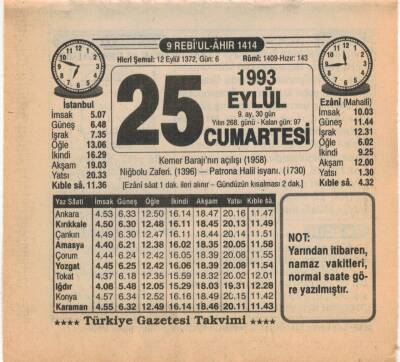 9 REBİ'UL-ÂHIR 1414
Hicrî Şemsî: 12 Eylül 1372, Gün: 6 Rûmî: 1409-Hızır: 143
25
1993
EYLÜL
9. ay, 30 gün
Yılın 268. günü - Kalan gün: 97
CUMARTESİ
İstanbul
İmsak 5.07
Güneş 6.48
İşrak 7.35
Öğle 13.06
İkindi 16.29
Akşam 19.03
Yatsı 20.33
Kıble sâ. 11.36
Ezânî (Mahallî)
İmsak 10.03
Güneş 11.44
İşrak 12.31
Öğle 6.02
İkindi 9.25
Akşam 12.00
Yatsı 1.30
Kıble sâ. 4.32
Kemer Barajı'nın açılışı (1958)
Niğbolu Zaferi. (1396) — Patrona Halil isyanı. (1730)
[Ezânî sâat 1 dak. ileri alınır – Gündüzün kısalması 2 dak.]
Yaz Sâati İmsak Güneş Öğle İkindi Akşam Yatsı Kıble sâ.
Ankara 4.53 6.33 12.50 16.14 18.47 20.16 11.47
Kırıkkale 4.50 6.30 12.48 16.11 18.45 20.13 11.49
Çankırı 4.49 6.30 12.47 16.11 18.44 20.14 11.51
Amasya 4.40 6.21 12.38 16.02 18.35 20.05 11.58
Çorum 4.44 6.24 12.42 16.05 18.39 20.08 11.55
Yozgat 4.45 6.25 12.42 16.06 18.39 20.08 11.54
Tokat 4.37 6.18 12.35 15.59 18.32 20.02 12.01
Iğdır 4.08 5.48 12.05 15.29 18.03 19.31 12.28
Konya 4.57 6.34 12.52 16.16 18.49 20.15 11.42
Karaman 4.55 6.32 12.49 16.14 18.46 20.11 11.43
NOT:
Yarından itibaren,
namaz vakitleri,
normal saate gö-
re yazılmıştır.
★★★★ Türkiye Gazetesi Takvimi ★★★★